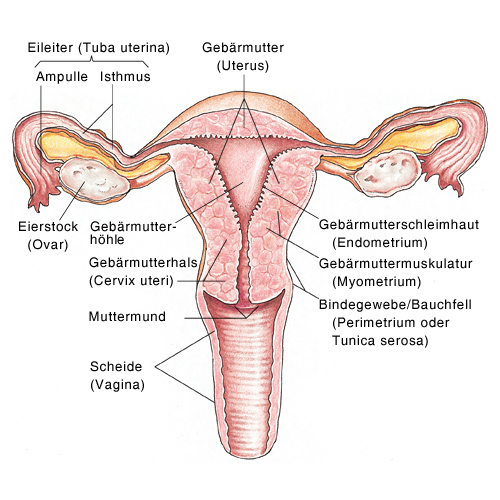 Eileiter (Tuba uterina)
Ampulle Isthmus
Gebärmutter
(Uterus)
Eierstock
(Ovar)
Gebärmutter-
höhle
Gebärmutterhals
(Cervix uteri)
Muttermund
Scheide
(Vagina)
Gebärmutterschleimhaut
(Endometrium)
Gebärmuttermuskulatur
(Myometrium)
Bindegewebe/Bauchfell
(Perimetrium oder
Tunica serosa)